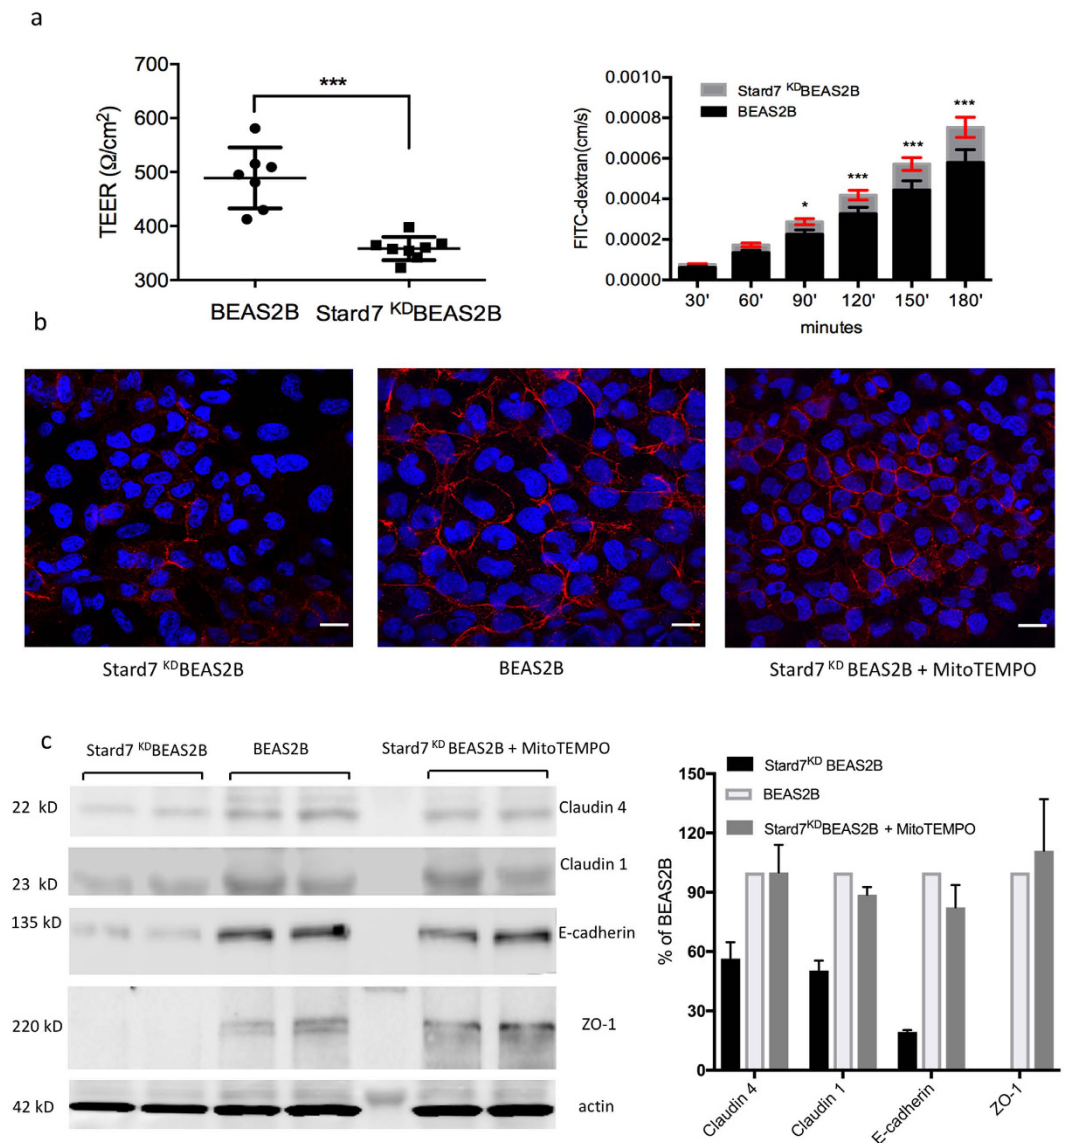 a
700
600
500
400
300
TEER (Ω/cm²)
***
BEAS2B
Stard7 ᴷᴰBEAS2B
0.0010
0.0008
0.0006
0.0004
0.0002
0.0000
FITC-dextran(cm/s)
Stard7 ᴷᴰBEAS2B
BEAS2B
*
***
***
***
30' 60' 90' 120' 150' 180'
minutes
b
Stard7 ᴷᴰBEAS2B
BEAS2B
Stard7 ᴷᴰ BEAS2B + MitoTEMPO
c
Stard7 ᴷᴰBEAS2B
BEAS2B
Stard7 ᴷᴰ BEAS2B + MitoTEMPO
22 kD
Claudin 4
23 kD
Claudin 1
135 kD
E-cadherin
220 kD
ZO-1
42 kD
actin
150
120
90
60
30
0
% of BEAS2B
Stard7ᴷᴰ BEAS2B
BEAS2B
Stard7ᴷᴰBEAS2B + MitoTEMPO
Claudin 4
Claudin 1
E-cadherin
ZO-1